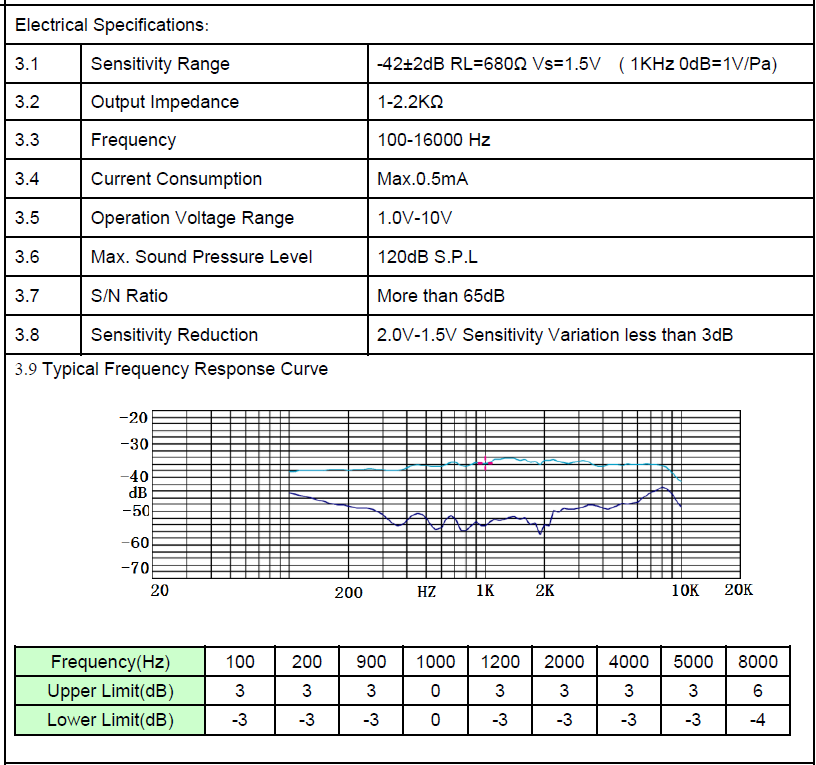 Electrical Specifications:
3.1 Sensitivity Range -42±2dB RL=680Ω Vs=1.5V ( 1KHz 0dB=1V/Pa)
3.2 Output Impedance 1-2.2KΩ
3.3 Frequency 100-16000 Hz
3.4 Current Consumption Max.0.5mA
3.5 Operation Voltage Range 1.0V-10V
3.6 Max. Sound Pressure Level 120dB S.P.L
3.7 S/N Ratio More than 65dB
3.8 Sensitivity Reduction 2.0V-1.5V Sensitivity Variation less than 3dB
3.9 Typical Frequency Response Curve
-20
-30
-40
dB
-50
-60
-70
20 200 HZ 1K 2K 10K 20K
Frequency(Hz) 100 200 900 1000 1200 2000 4000 5000 8000
Upper Limit(dB) 3 3 3 0 3 3 3 3 6
Lower Limit(dB) -3 -3 -3 0 -3 -3 -3 -3 -4